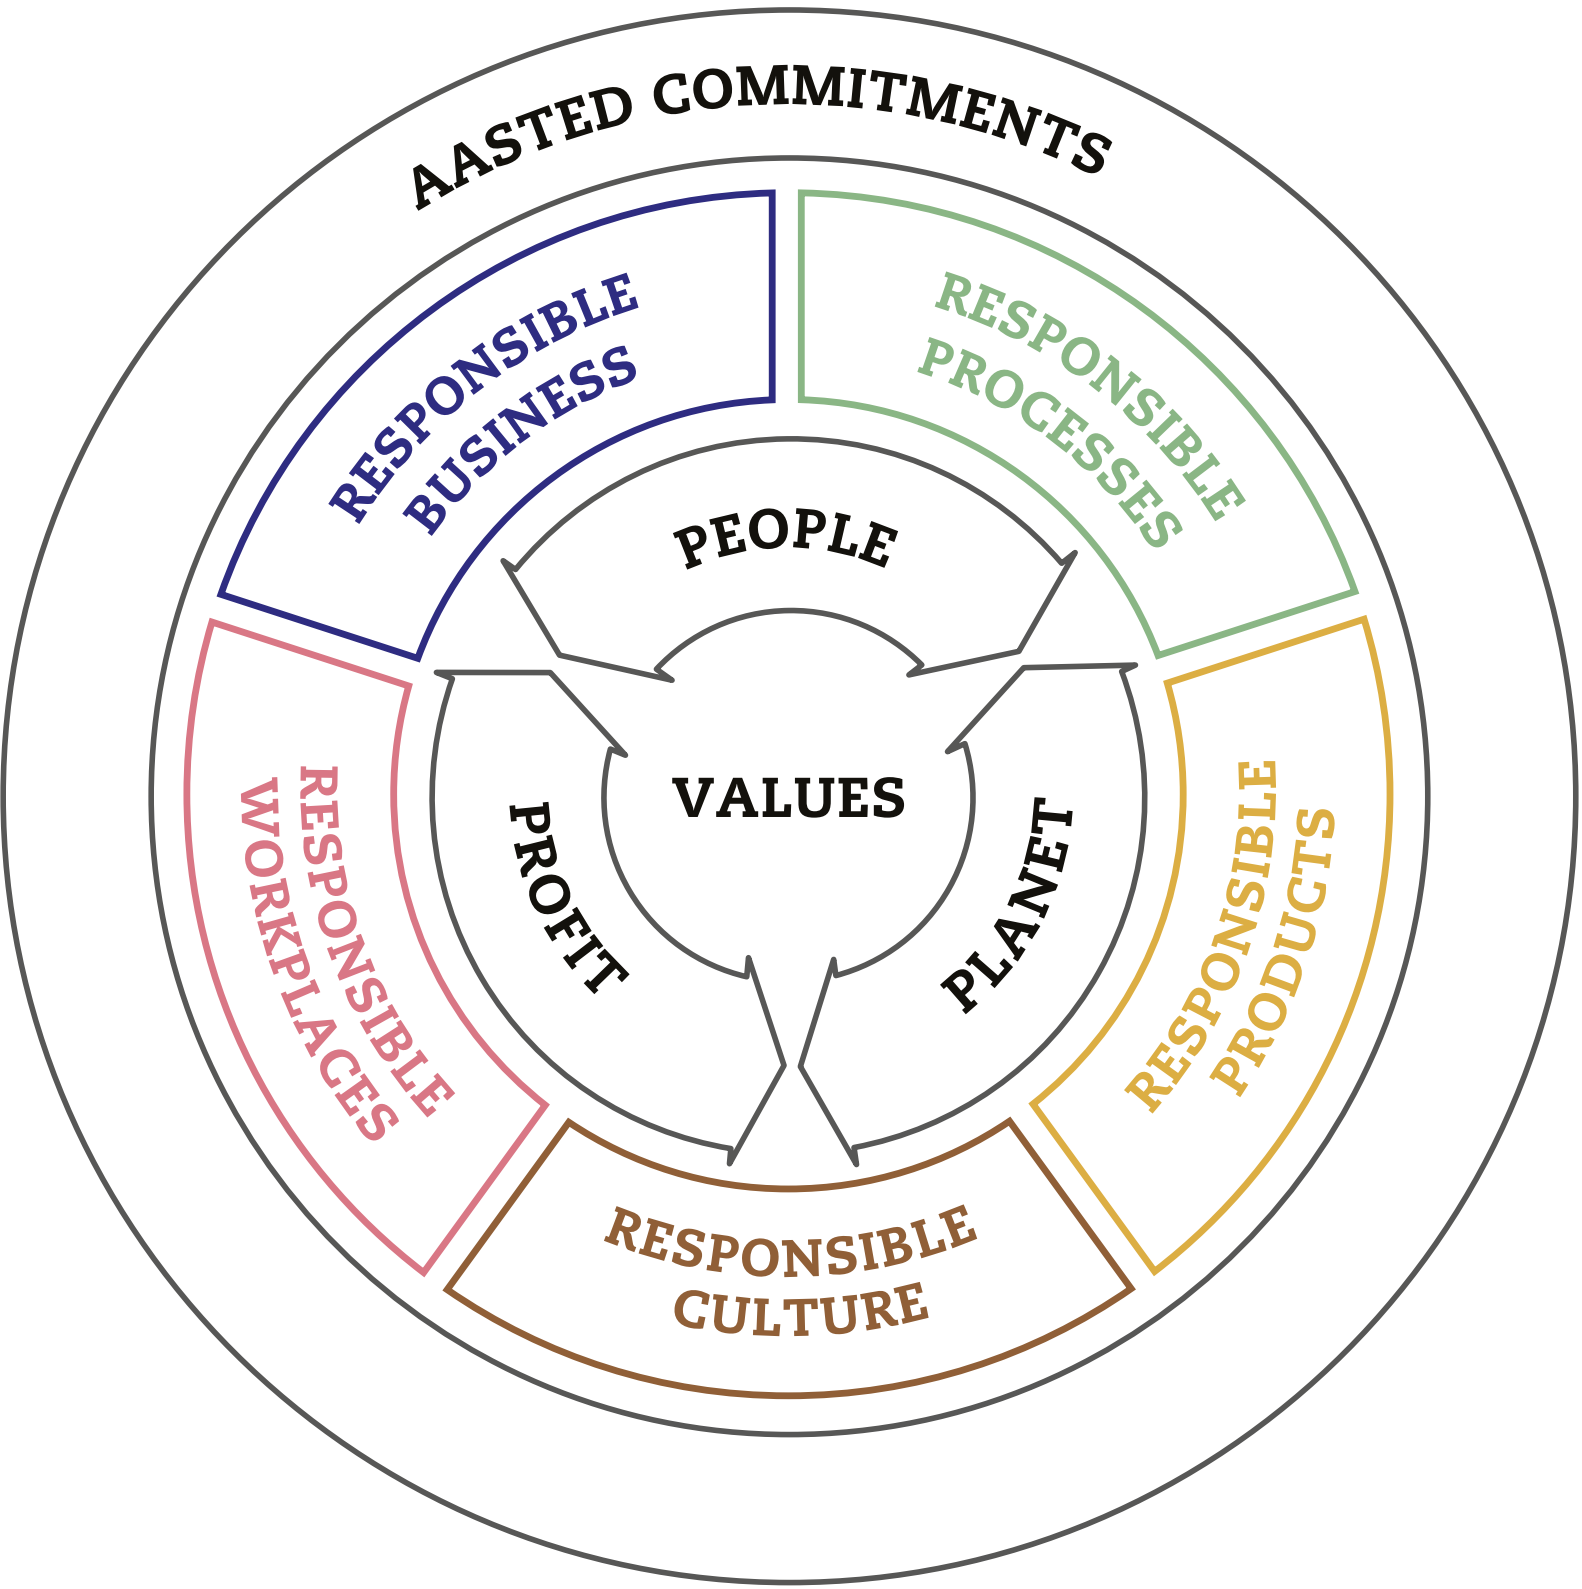 AASTED COMMITMENTS
RESPONSIBLE
BUSINESS
RESPONSIBLE
PROCESSES
PEOPLE
VALUES
PROFIT
PLANET
RESPONSIBLE
WORKPLACES
RESPONSIBLE
PRODUCTS
RESPONSIBLE
CULTURE